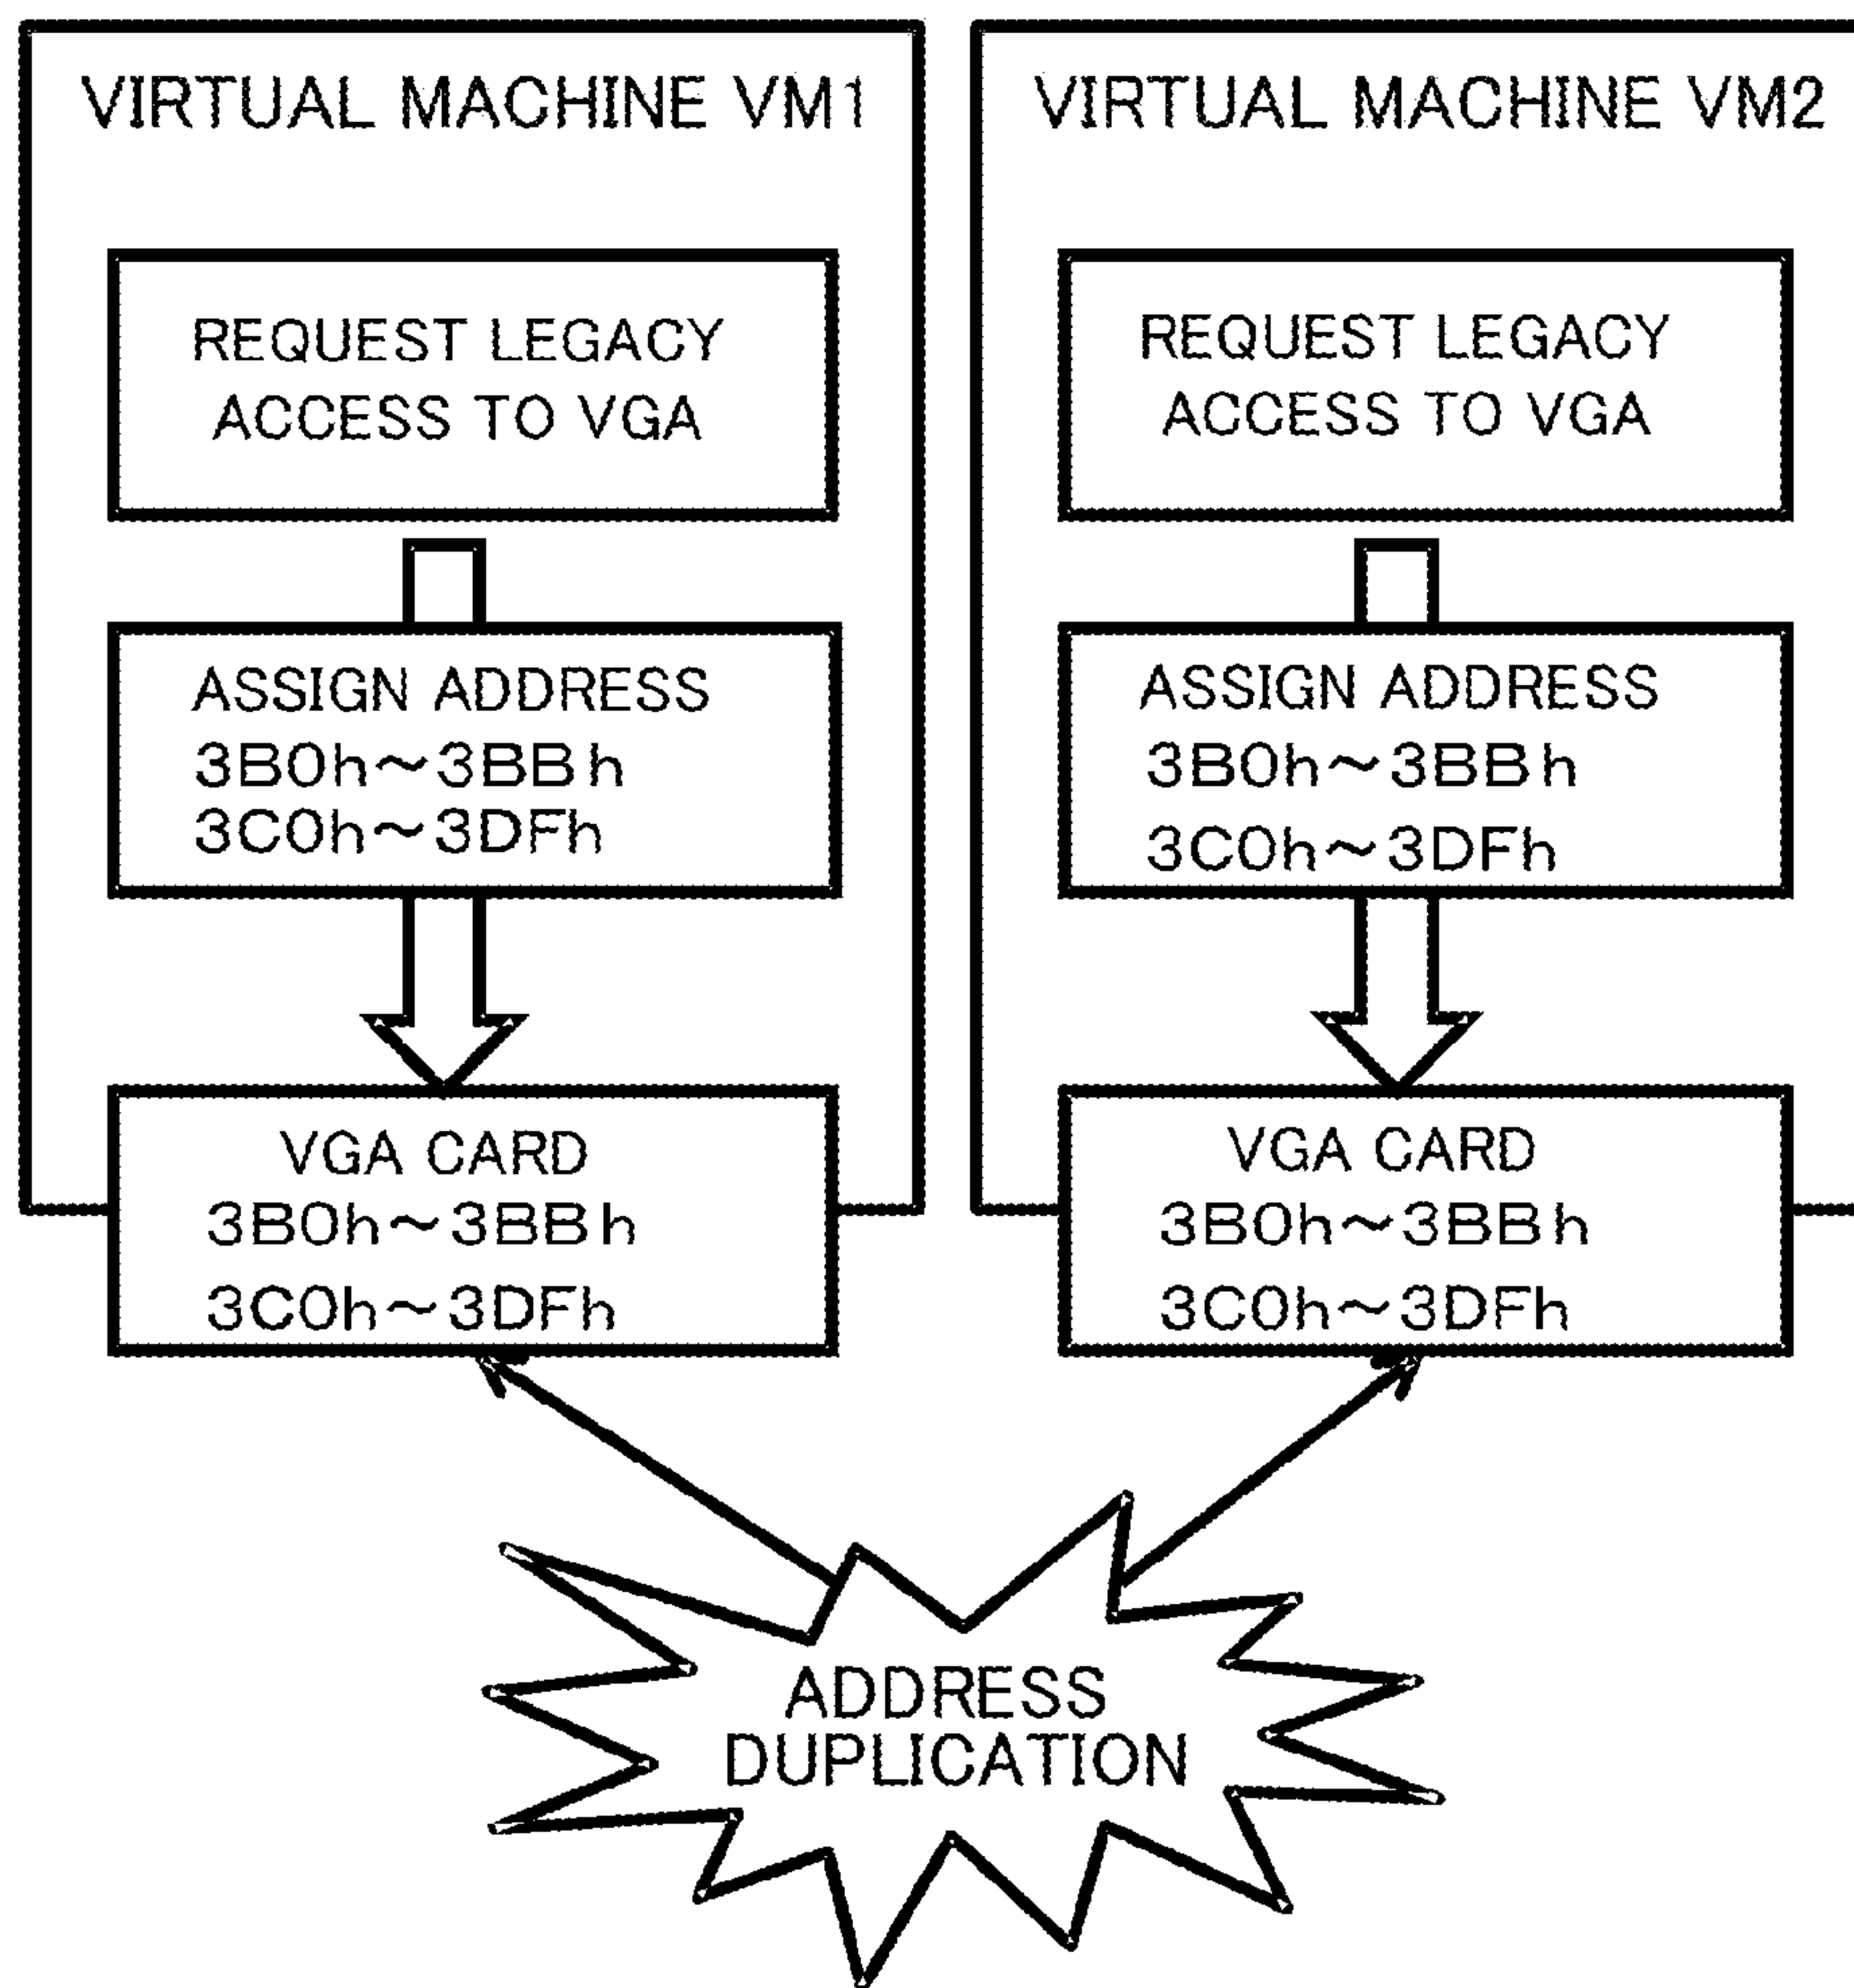 VIRTUAL MACHINE VM1
REQUEST LEGACY
ACCESS TO VGA
ASSIGN ADDRESS
3B0h~3BBh
3C0h~3DFh
VGA CARD
3B0h~3BBh
3C0h~3DFh
VIRTUAL MACHINE VM2
REQUEST LEGACY
ACCESS TO VGA
ASSIGN ADDRESS
3B0h~3BBh
3C0h~3DFh
VGA CARD
3B0h~3BBh
3C0h~3DFh
ADDRESS
DUPLICATION